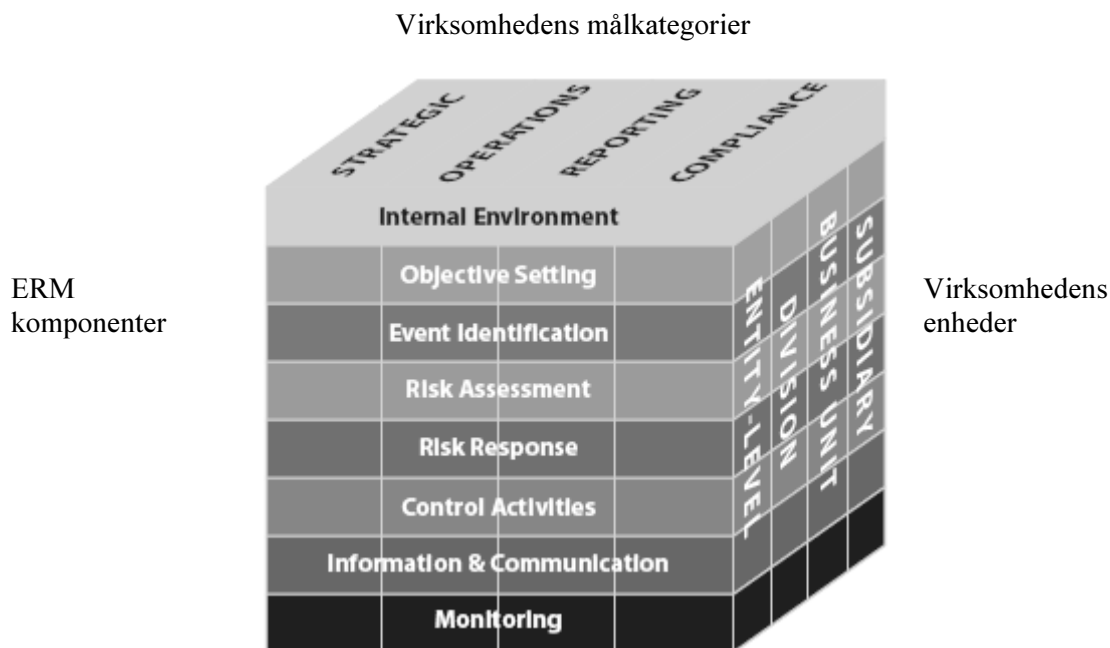 Virksomhedens målkategorier
STRATEGIC
OPERATIONS
REPORTING
COMPLIANCE
Internal Environment
Objective Setting
Event Identification
Risk Assessment
Risk Response
Control Activities
Information & Communication
Monitoring
ENTITY-LEVEL
DIVISION
BUSINESS UNIT
SUBSIDIARY
ERM
komponenter
Virksomhedens
enheder